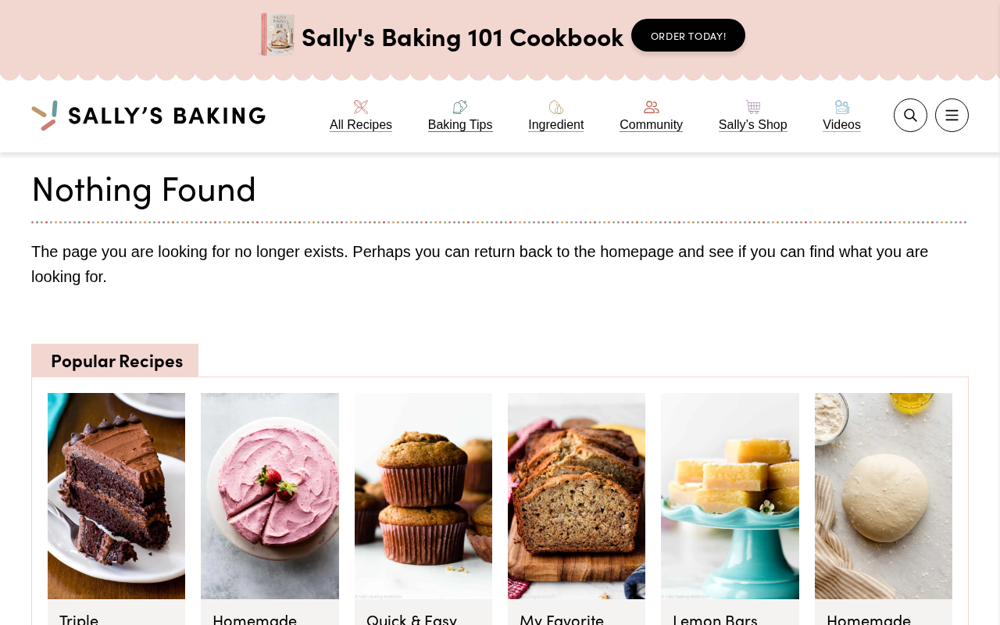 Sally's Baking 101 Cookbook
ORDER TODAY!
SALLY'S BAKING
All Recipes
Baking Tips
Ingredient
Community
Sally's Shop
Videos
Nothing Found
The page you are looking for no longer exists. Perhaps you can return back to the homepage and see if you can find what you are
looking for.
Popular Recipes
Triple
Homemade
Quick & Easy
My Favorite
Lemon Bars
Homemade